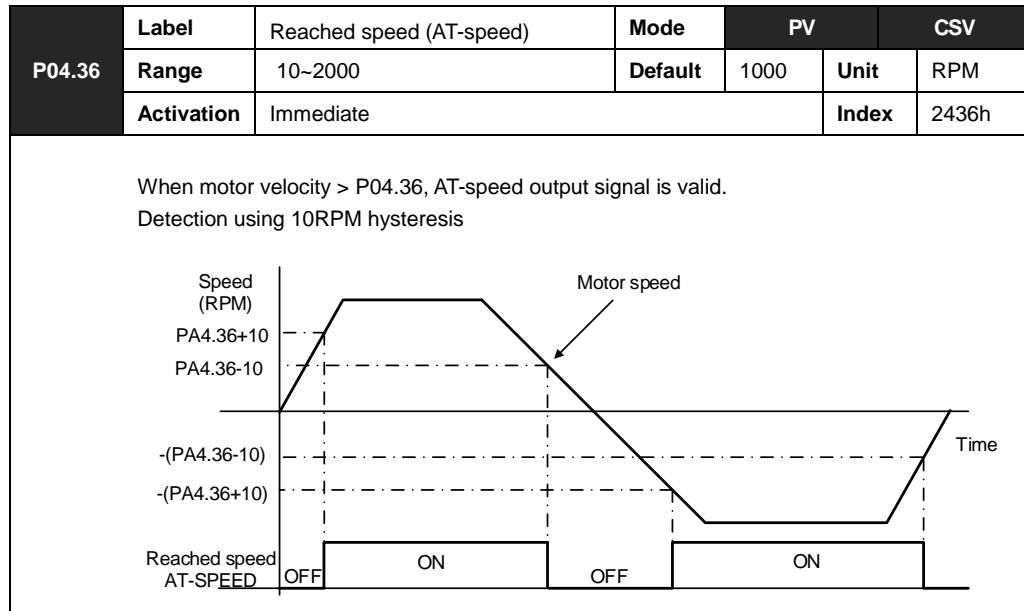 P04.36
Label Reached speed (AT-speed) Mode PV CSV
Range 10~2000 Default 1000 Unit RPM
Activation Immediate Index 2436h
When motor velocity > P04.36, AT-speed output signal is valid.
Detection using 10RPM hysteresis
Speed
(RPM)
Motor speed
PA4.36+10
PA4.36-10
Time
-(PA4.36-10)
-(PA4.36+10)
Reached speed
AT-SPEED
OFF ON OFF ON